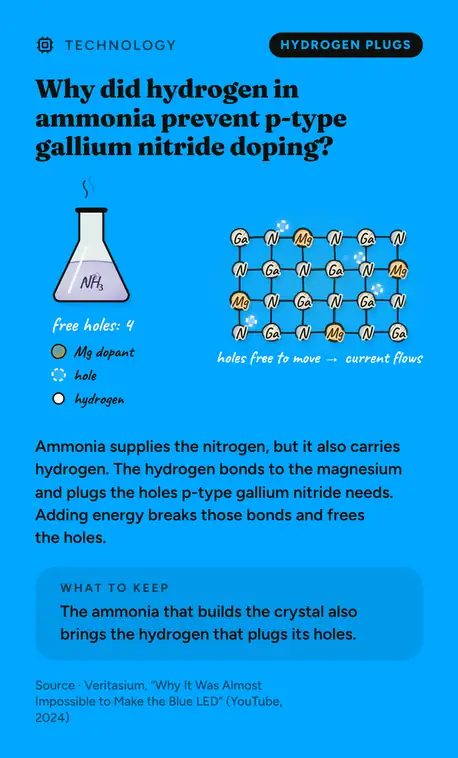 TECHNOLOGY
HYDROGEN PLUGS
Why did hydrogen in
ammonia prevent p-type
gallium nitride doping?
NH₃
free holes: 4
Mg dopant
hole
hydrogen
Ga N Mg N Ga N
N Ga N Ga N Mg
Mg N Ga N Ga N
N Ga N Mg N Ga
holes free to move → current flows
Ammonia supplies the nitrogen, but it also carries
hydrogen. The hydrogen bonds to the magnesium
and plugs the holes p-type gallium nitride needs.
Adding energy breaks those bonds and frees
the holes.
WHAT TO KEEP
The ammonia that builds the crystal also
brings the hydrogen that plugs its holes.
Source · Veritasium, “Why It Was Almost
Impossible to Make the Blue LED” (YouTube,
2024)